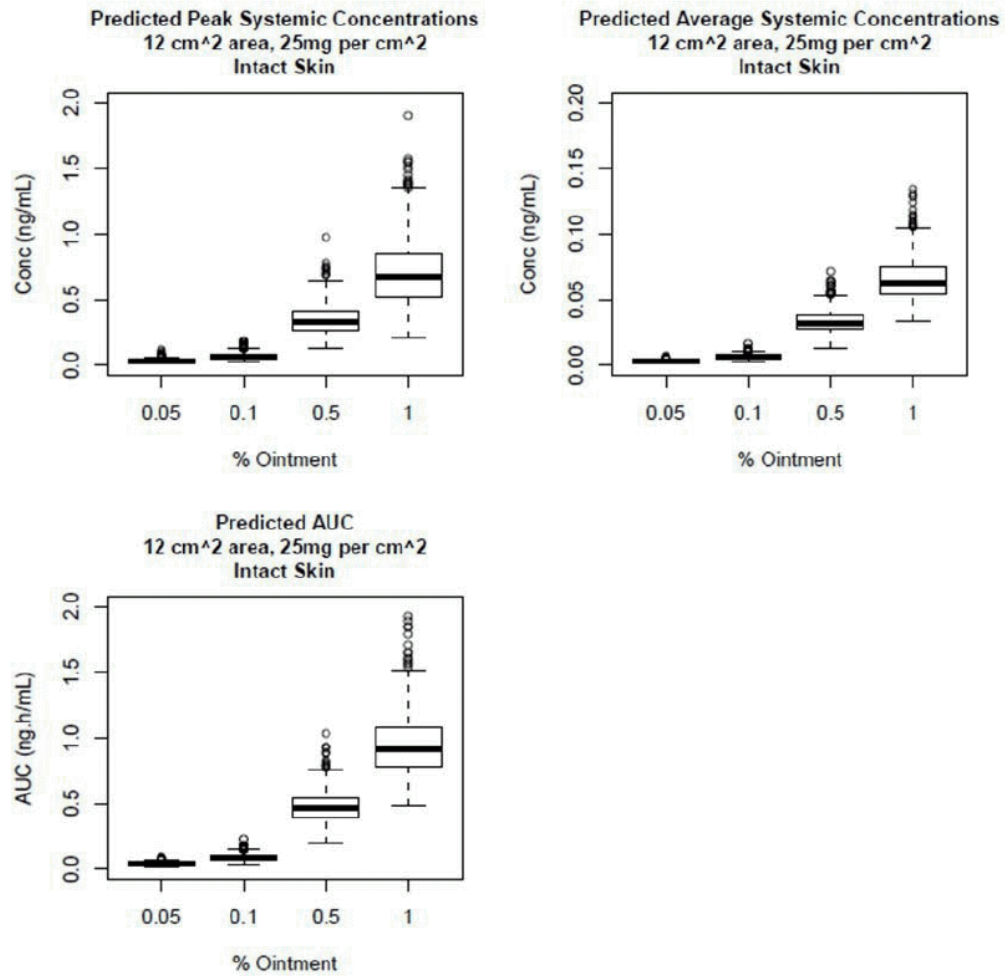 Predicted Peak Systemic Concentrations
12 cm^2 area, 25mg per cm^2
Intact Skin
Conc (ng/mL)
2.0
1.5
1.0
0.5
0.0
0.05 0.1 0.5 1
% Ointment
Predicted Average Systemic Concentrations
12 cm^2 area, 25mg per cm^2
Intact Skin
Conc (ng/mL)
0.20
0.15
0.10
0.05
0.00
0.05 0.1 0.5 1
% Ointment
Predicted AUC
12 cm^2 area, 25mg per cm^2
Intact Skin
AUC (ng.h/mL)
2.0
1.5
1.0
0.5
0.0
0.05 0.1 0.5 1
% Ointment